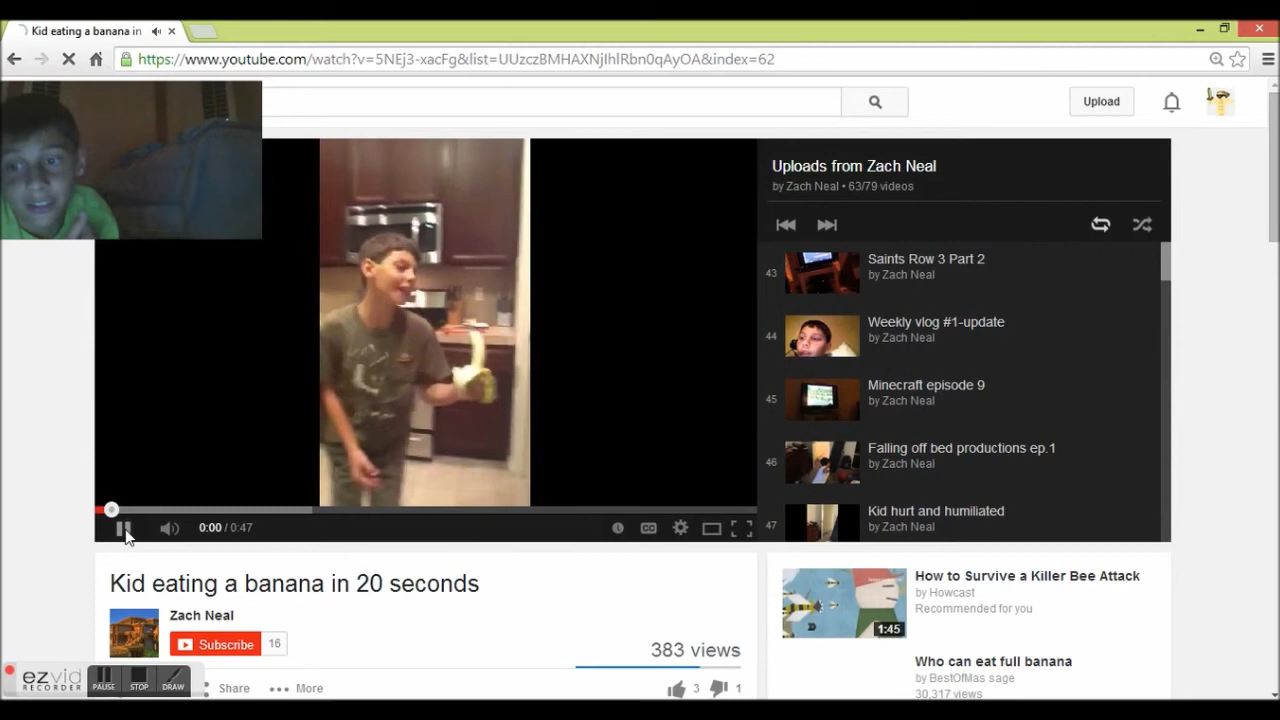 Kid eating a banana in
https://www.youtube.com/watch?v=5NEj3-xacFg&list=UUzczBMHAXNjIhlRbn0qAyOA&index=62
Upload
Uploads from Zach Neal
by Zach Neal • 63/79 videos
43
Saints Row 3 Part 2
by Zach Neal
44
Weekly vlog #1-update
by Zach Neal
45
Minecraft episode 9
by Zach Neal
46
Falling off bed productions ep.1
by Zach Neal
47
Kid hurt and humiliated
by Zach Neal
0:00 / 0:47
CC
Kid eating a banana in 20 seconds
Zach Neal
Subscribe 16
383 views
Share
More
3
1
How to Survive a Killer Bee Attack
by Howcast
Recommended for you
1:45
Who can eat full banana
by BestOfMas sage
30,317 views
ezvid
RECORDER
PAUSE
STOP
DRAW